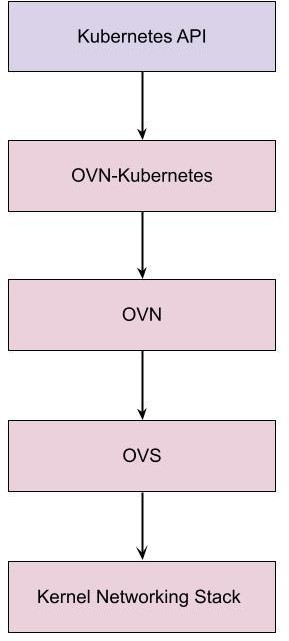 Kubernetes API
OVN-Kubernetes
OVN
OVS
Kernel Networking Stack